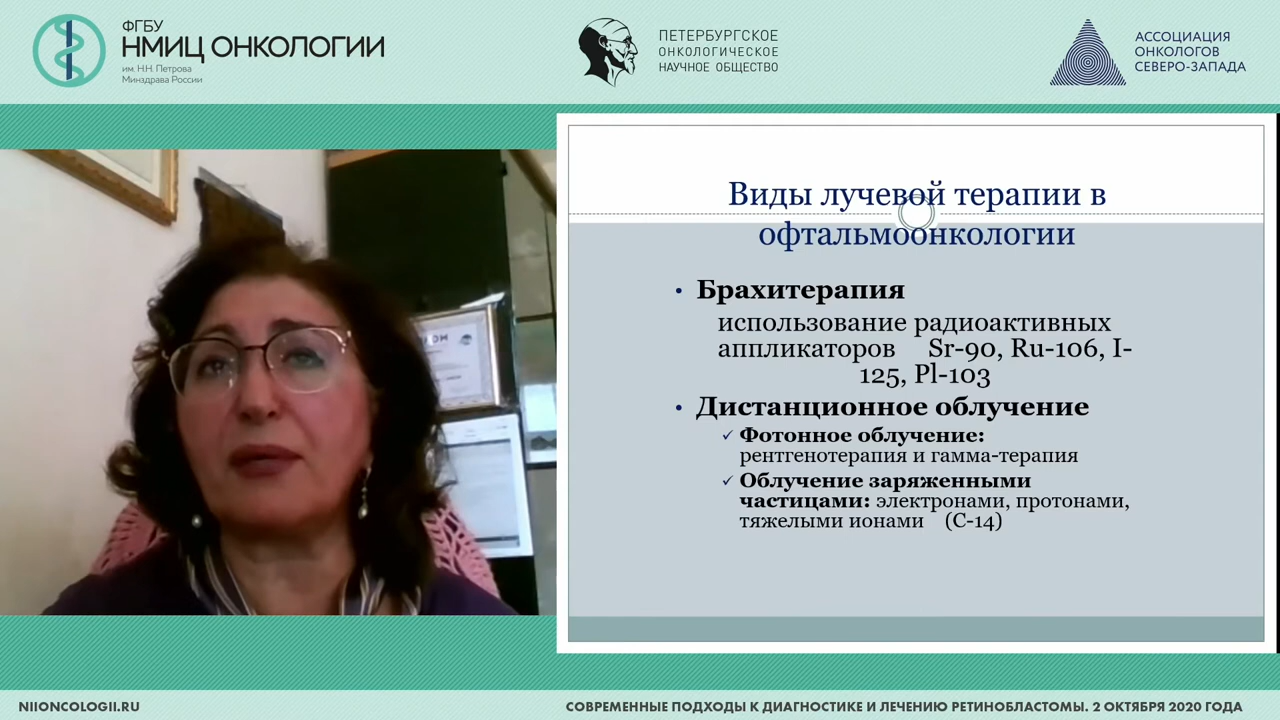 ФГБУ
НМИЦ ОНКОЛОГИИ
им. Н.Н. Петрова
Минздрава России
ПЕТЕРБУРГСКОЕ
ОНКОЛОГИЧЕСКОЕ
НАУЧНОЕ ОБЩЕСТВО
АССОЦИАЦИЯ
ОНКОЛОГОВ
СЕВЕРО-ЗАПАДА
Виды лучевой терапии в
офтальмоонкологии
• Брахитерапия
использование радиоактивных
аппликаторов Sr-90, Ru-106, I-
125, Pl-103
• Дистанционное облучение
✓ Фотонное облучение:
рентгенотерапия и гамма-терапия
✓ Облучение заряженными
частицами: электронами, протонами,
тяжелыми ионами (С-14)
NIIONCOLOGII.RU
СОВРЕМЕННЫЕ ПОДХОДЫ К ДИАГНОСТИКЕ И ЛЕЧЕНИЮ РЕТИНОБЛАСТОМЫ. 2 ОКТЯБРЯ 2020 ГОДА